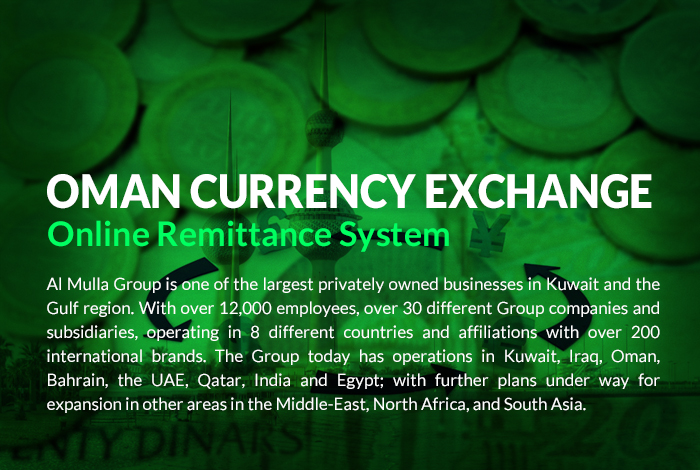 OMAN CURRENCY EXCHANGE
Online Remittance System
Al Mulla Group is one of the largest privately owned businesses in Kuwait and the
Gulf region. With over 12,000 employees, over 30 different Group companies and
subsidiaries, operating in 8 different countries and affiliations with over 200
international brands. The Group today has operations in Kuwait, Iraq, Oman,
Bahrain, the UAE, Qatar, India and Egypt; with further plans under way for
expansion in other areas in the Middle-East, North Africa, and South Asia.
ENTY DINARS
20